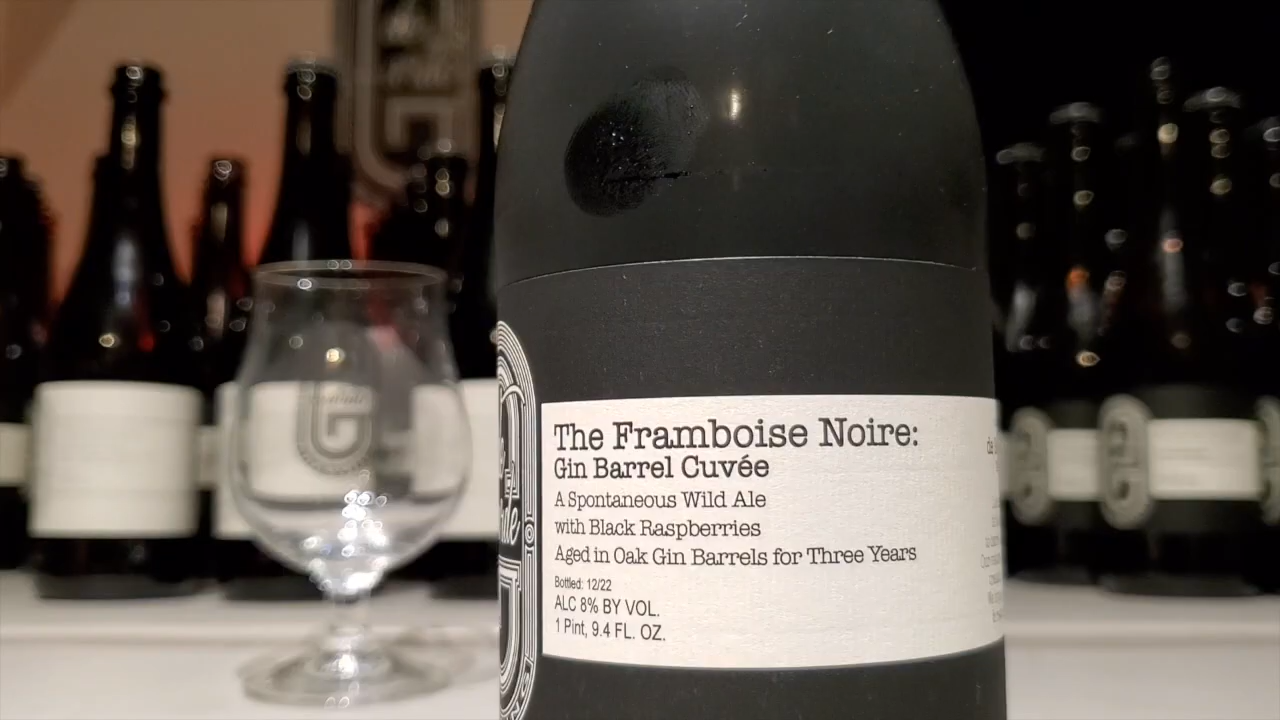 The Framboise Noire:
Gin Barrel Cuvée
A Spontaneous Wild Ale
with Black Raspberries
Aged in Oak Gin Barrels for Three Years
Bottled: 12/22
ALC 8% BY VOL.
1 Pint, 9.4 FL. OZ.
G